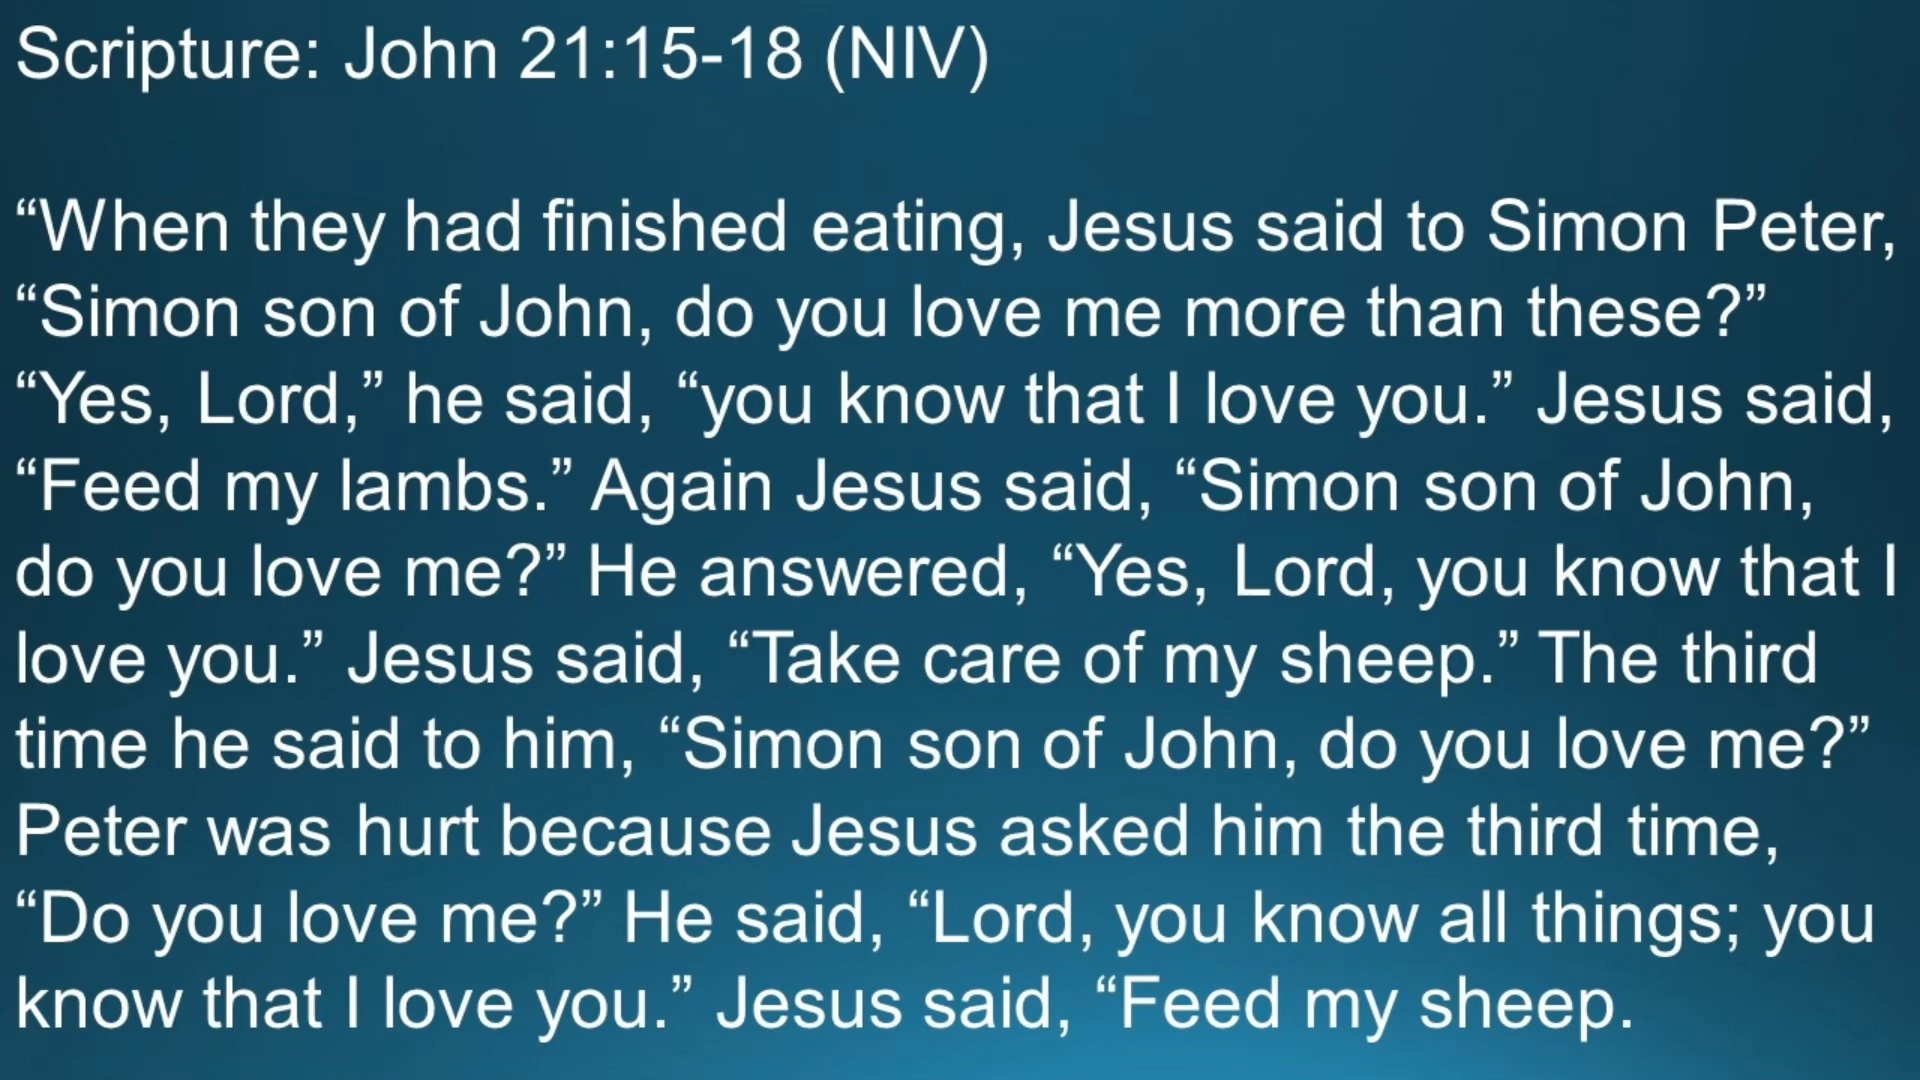 Scripture: John 21:15-18 (NIV)
“When they had finished eating, Jesus said to Simon Peter,
“Simon son of John, do you love me more than these?”
“Yes, Lord,” he said, “you know that I love you.” Jesus said,
“Feed my lambs.” Again Jesus said, “Simon son of John,
do you love me?” He answered, “Yes, Lord, you know that I
love you.” Jesus said, “Take care of my sheep.” The third
time he said to him, “Simon son of John, do you love me?”
Peter was hurt because Jesus asked him the third time,
“Do you love me?” He said, “Lord, you know all things; you
know that I love you.” Jesus said, “Feed my sheep.